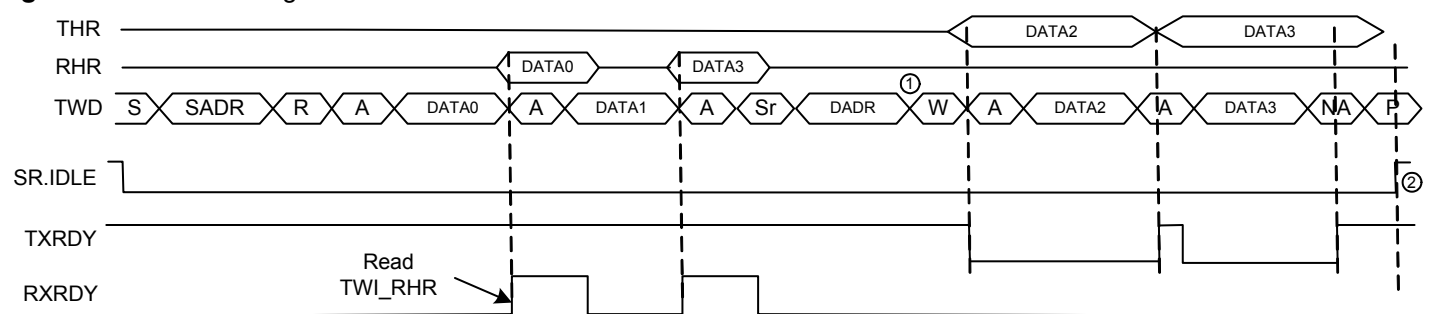 THR DATA2 DATA3
RHR DATA0 DATA3
①
TWD S SADR R A DATA0 A DATA1 A Sr DADR W A DATA2 A DATA3 NA P
SR.IDLE ②
TXRDY
Read
TWI_RHR
RXRDY